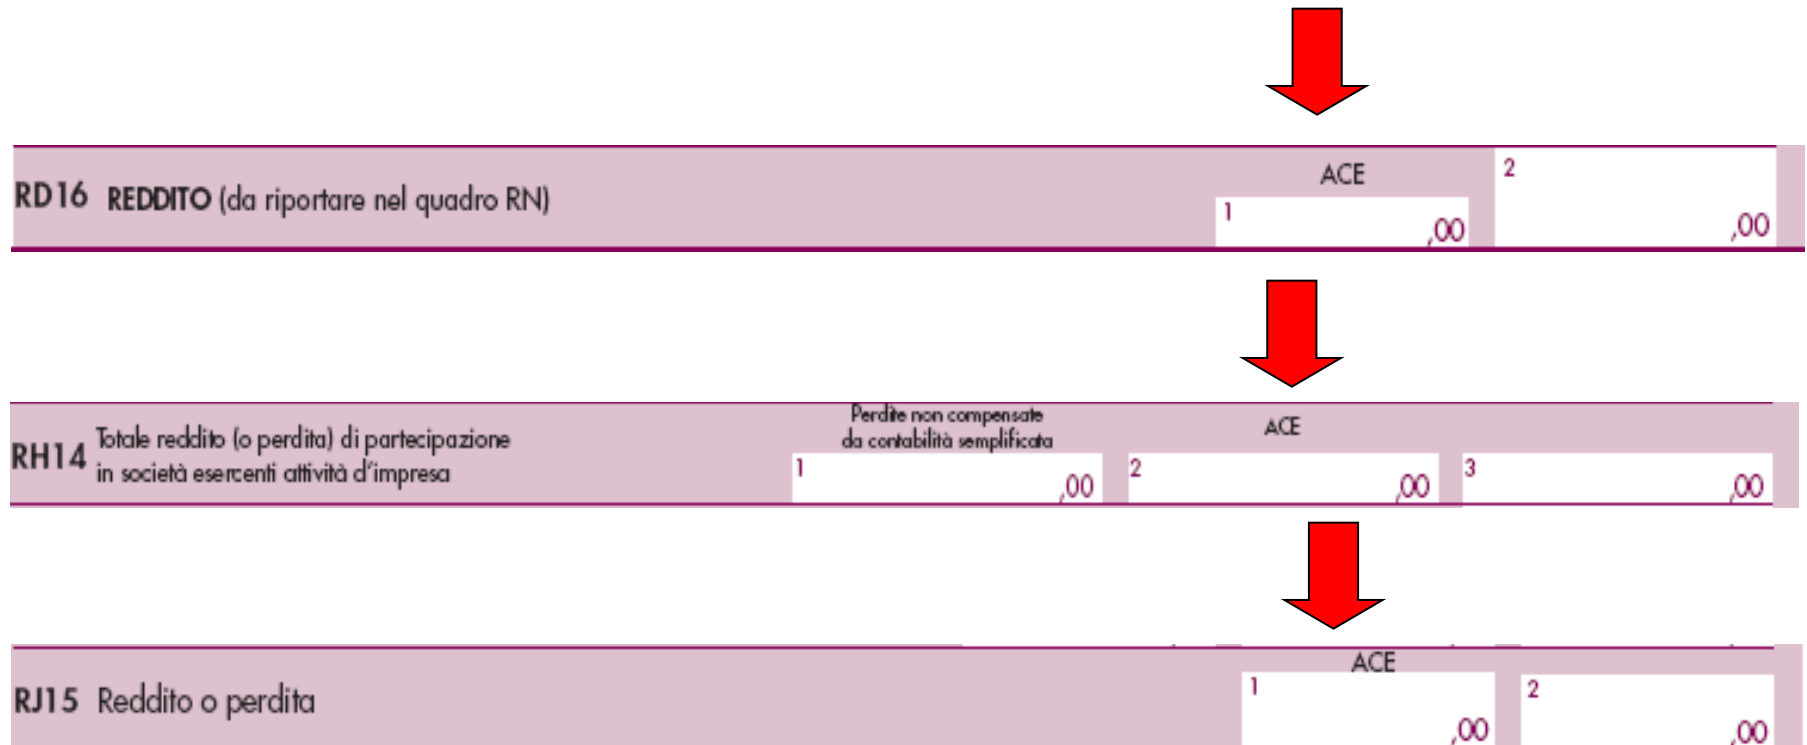 RD16 REDDITO (da riportare nel quadro RN)
ACE
1 ,00
2 ,00
RH14 Totale reddito (o perdita) di partecipazione
in società esercenti attività d'impresa
Perdite non compensate
da contabilità semplificata
1 ,00
ACE
2 ,00
3 ,00
RJ15 Reddito o perdita
ACE
1 ,00
2 ,00